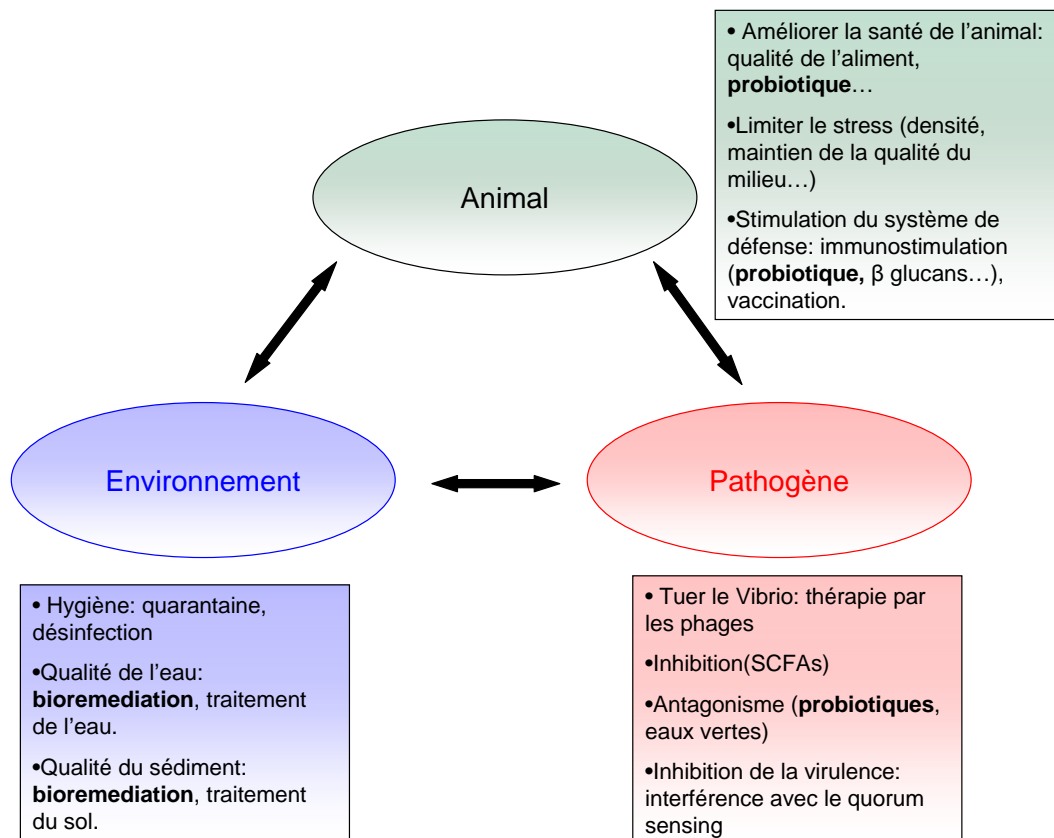 • Améliorer la santé de l’animal:
qualité de l’aliment,
probiotique…
•Limiter le stress (densité,
maintien de la qualité du
milieu…)
•Stimulation du système de
défense: immunostimulation
(probiotique, β glucans…),
vaccination.
Animal
Environnement
Pathogène
• Hygiène: quarantaine,
désinfection
•Qualité de l’eau:
bioremediation, traitement
de l’eau.
•Qualité du sédiment:
bioremediation, traitement
du sol.
• Tuer le Vibrio: thérapie par
les phages
•Inhibition(SCFAs)
•Antagonisme (probiotiques,
eaux vertes)
•Inhibition de la virulence:
interférence avec le quorum
sensing